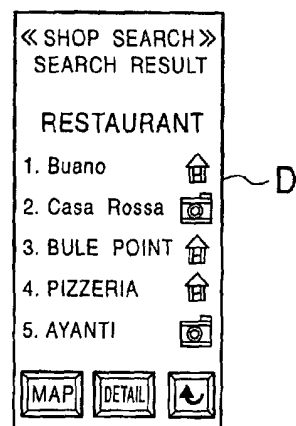 ≪SHOP SEARCH≫
SEARCH RESULT
RESTAURANT
1. Buano
2. Casa Rossa
3. BULE POINT
4. PIZZERIA
5. AYANTI
MAP DETAIL
D